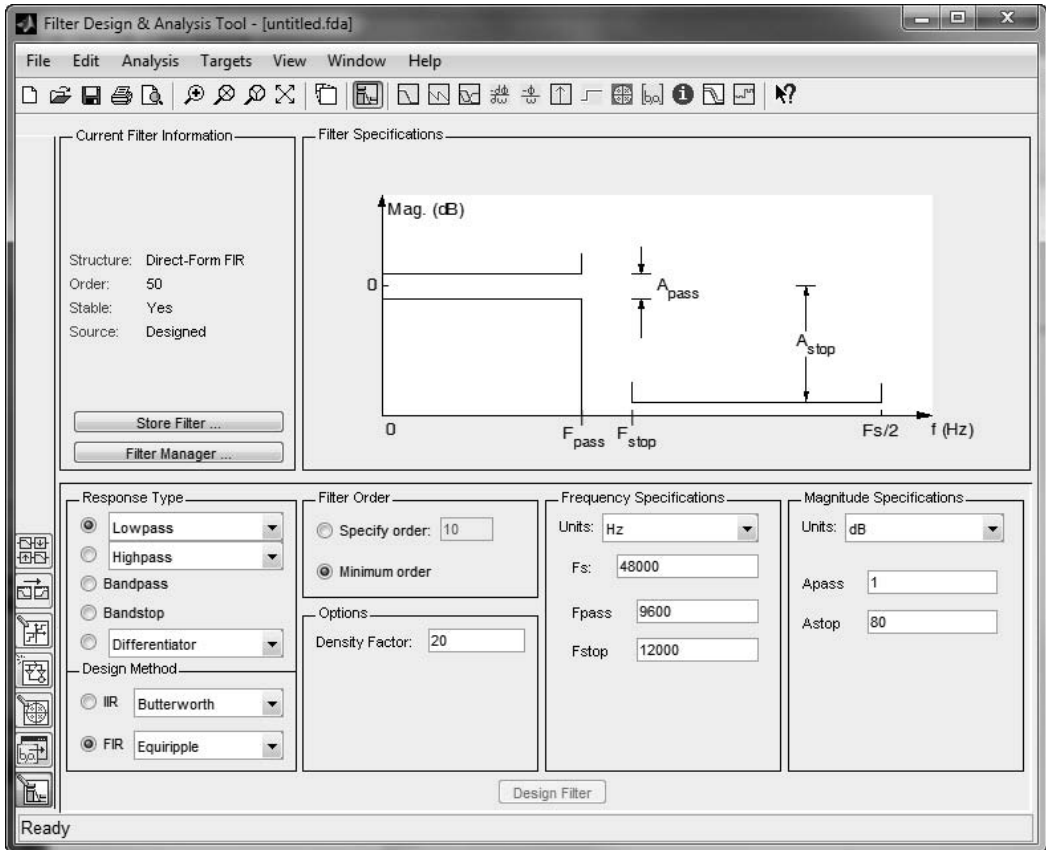 Filter Design & Analysis Tool - [untitled.fda]
File Edit Analysis Targets View Window Help
Current Filter Information
Structure: Direct-Form FIR
Order: 50
Stable: Yes
Source: Designed
Store Filter ...
Filter Manager ...
Filter Specifications
Mag. (dB)
0
A pass
A stop
0
F pass
F stop
Fs/2
f (Hz)
Response Type
Lowpass
Highpass
Bandpass
Bandstop
Differentiator
Design Method
IIR Butterworth
FIR Equiripple
Filter Order
Specify order: 10
Minimum order
Options
Density Factor: 20
Frequency Specifications
Units: Hz
Fs: 48000
Fpass 9600
Fstop 12000
Magnitude Specifications
Units: dB
Apass 1
Astop 80
Design Filter
Ready